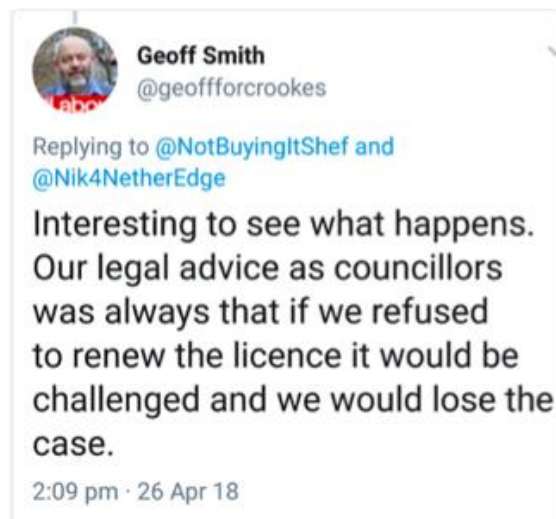 Geoff Smith
@geoffforcrookes
Labou
Replying to @NotBuyingItShef and
@Nik4NetherEdge
Interesting to see what happens.
Our legal advice as councillors
was always that if we refused
to renew the licence it would be
challenged and we would lose the
case.
2:09 pm · 26 Apr 18